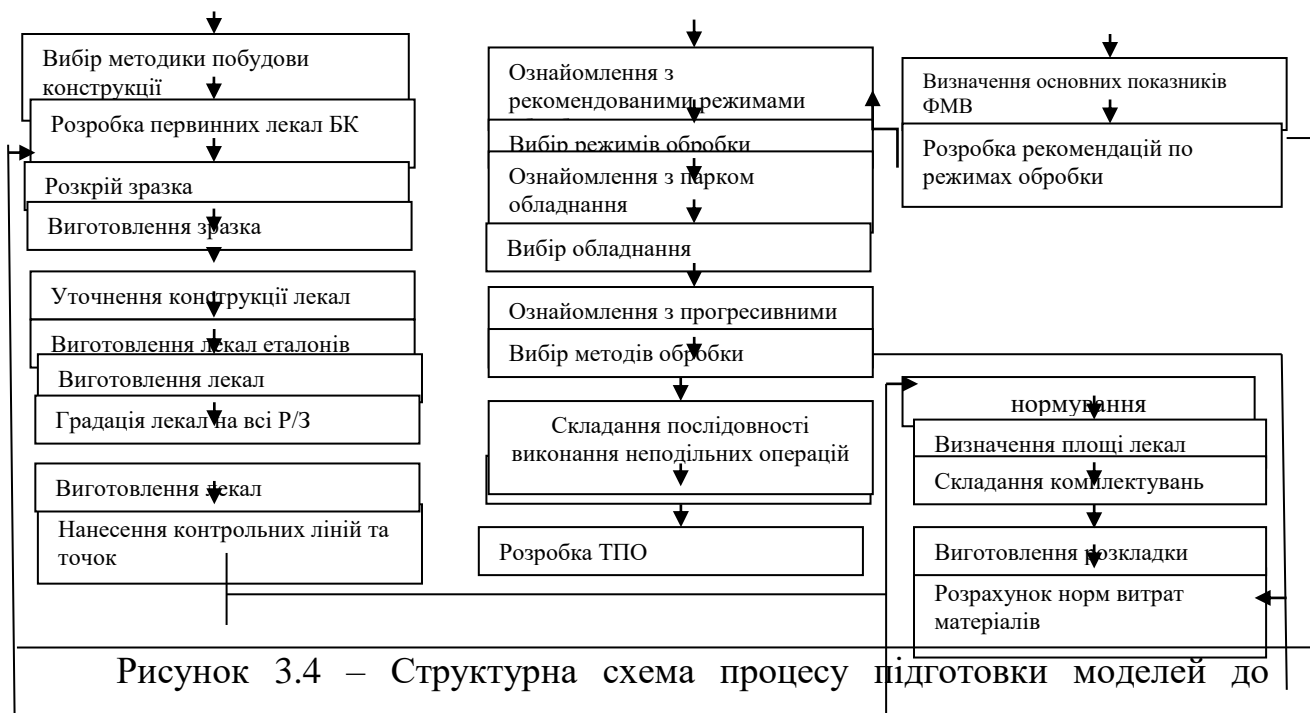 Вибір методики побудови
конструкції
Розробка первинних лекал БК
Розкрій зразка
Виготовлення зразка
Уточнення конструкції лекал
Виготовлення лекал еталонів
Виготовлення лекал
Градація лекал на всі Р/З
Виготовлення лекал
Нанесення контрольних ліній та
точок
Ознайомлення з
рекомендованими режимами
Вибір режимів обробки
Ознайомлення з парком
обладнання
Вибір обладнання
Ознайомлення з прогресивними
Вибір методів обробки
Складання послідовності
виконання неподільних операцій
Розробка ТПО
Визначення основних показників
ФМВ
Розробка рекомендацій по
режимах обробки
нормування
Визначення площі лекал
Складання комплектувань
Виготовлення розкладки
Розрахунок норм витрат
матеріалів
Рисунок 3.4 – Структурна схема процесу підготовки моделей до